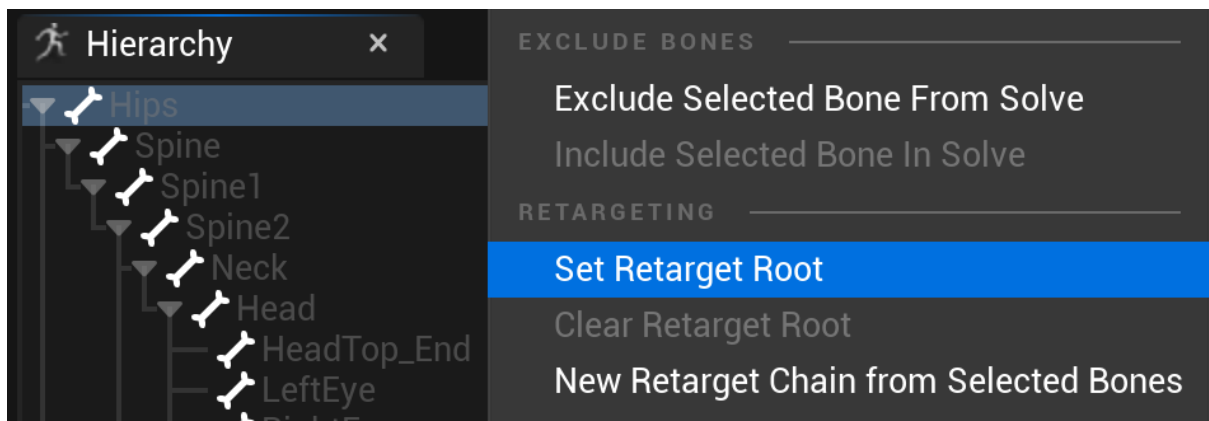 Hierarchy
Hips
Spine
Spine1
Spine2
Neck
Head
HeadTop_End
LeftEye
EXCLUDE BONES
Exclude Selected Bone From Solve
Include Selected Bone In Solve
RETARGETING
Set Retarget Root
Clear Retarget Root
New Retarget Chain from Selected Bones